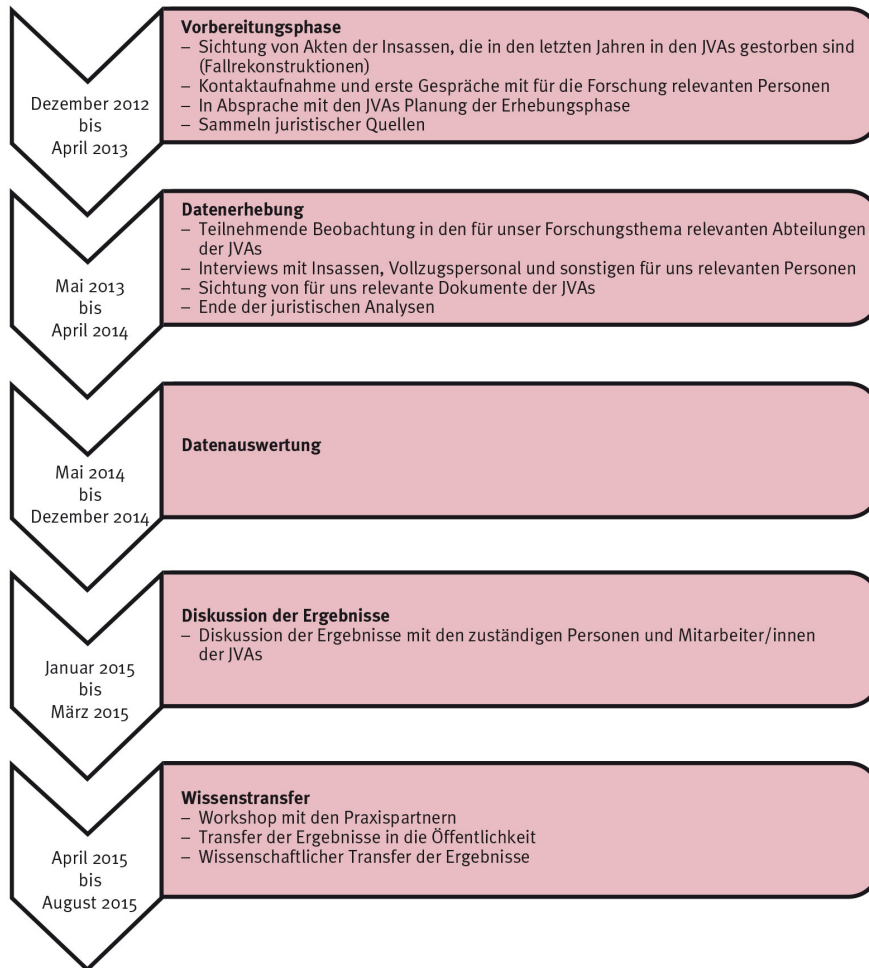 Dezember 2012
bis
April 2013
Vorbereitungsphase
– Sichtung von Akten der Insassen, die in den letzten Jahren in den JVAs gestorben sind
(Fallrekonstruktionen)
– Kontaktaufnahme und erste Gespräche mit für die Forschung relevanten Personen
– In Absprache mit den JVAs Planung der Erhebungsphase
– Sammeln juristischer Quellen
Mai 2013
bis
April 2014
Datenerhebung
– Teilnehmende Beobachtung in den für unser Forschungsthema relevanten Abteilungen
der JVAs
– Interviews mit Insassen, Vollzugspersonal und sonstigen für uns relevanten Personen
– Sichtung von für uns relevante Dokumente der JVAs
– Ende der juristischen Analysen
Mai 2014
bis
Dezember 2014
Datenauswertung
Januar 2015
bis
März 2015
Diskussion der Ergebnisse
– Diskussion der Ergebnisse mit den zuständigen Personen und Mitarbeiter/innen
der JVAs
April 2015
bis
August 2015
Wissenstransfer
– Workshop mit den Praxispartnern
– Transfer der Ergebnisse in die Öffentlichkeit
– Wissenschaftlicher Transfer der Ergebnisse